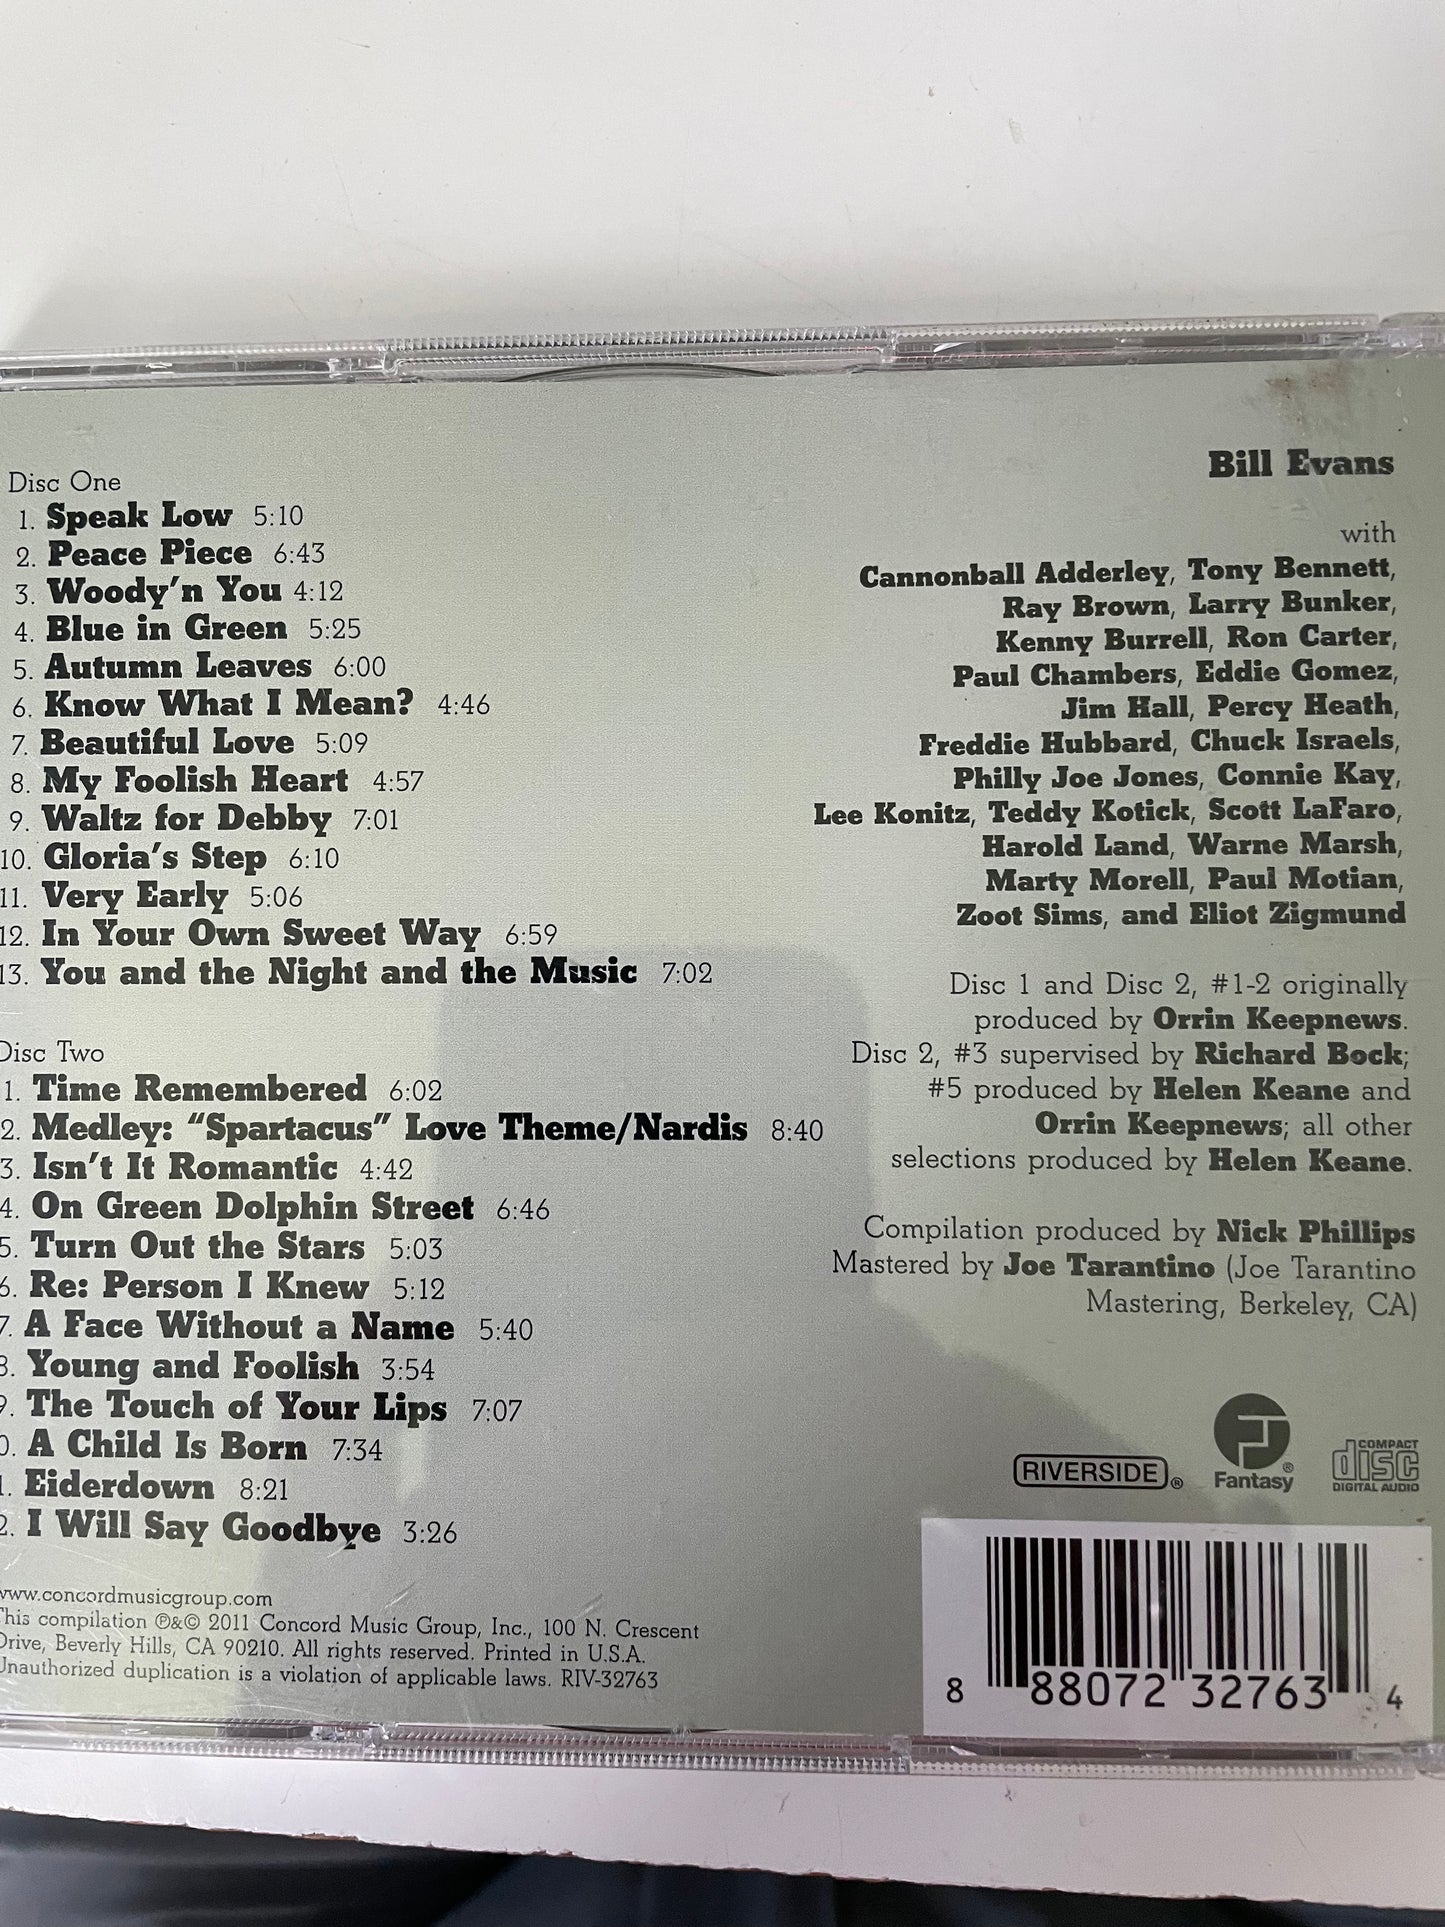 Disc One
1. Speak Low 5:10
2. Peace Piece 6:43
3. Woody'n You 4:12
4. Blue in Green 5:25
5. Autumn Leaves 6:00
6. Know What I Mean? 4:46
7. Beautiful Love 5:09
8. My Foolish Heart 4:57
9. Waltz for Debby 7:01
10. Gloria's Step 6:10
11. Very Early 5:06
12. In Your Own Sweet Way 6:59
13. You and the Night and the Music 7:02
Disc Two
1. Time Remembered 6:02
2. Medley: "Spartacus" Love Theme/Nardis 8:40
3. Isn't It Romantic 4:42
4. On Green Dolphin Street 6:46
5. Turn Out the Stars 5:03
6. Re: Person I Knew 5:12
7. A Face Without a Name 5:40
8. Young and Foolish 3:54
9. The Touch of Your Lips 7:07
0. A Child Is Born 7:34
1. Eiderdown 8:21
2. I Will Say Goodbye 3:26
www.concordmusicgroup.com
This compilation ℗&© 2011 Concord Music Group, Inc., 100 N. Crescent
Drive, Beverly Hills, CA 90210. All rights reserved. Printed in U.S.A.
Unauthorized duplication is a violation of applicable laws. RIV-32763
Bill Evans
with
Cannonball Adderley, Tony Bennett,
Ray Brown, Larry Bunker,
Kenny Burrell, Ron Carter,
Paul Chambers, Eddie Gomez,
Jim Hall, Percy Heath,
Freddie Hubbard, Chuck Israels,
Philly Joe Jones, Connie Kay,
Lee Konitz, Teddy Kotick, Scott LaFaro,
Harold Land, Warne Marsh,
Marty Morell, Paul Motian,
Zoot Sims, and Eliot Zigmund
Disc 1 and Disc 2, #1-2 originally
produced by Orrin Keepnews.
Disc 2, #3 supervised by Richard Bock;
#5 produced by Helen Keane and
Orrin Keepnews; all other
selections produced by Helen Keane.
Compilation produced by Nick Phillips
Mastered by Joe Tarantino (Joe Tarantino
Mastering, Berkeley, CA)
RIVERSIDE®
Fantasy®
COMPACT
disc
DIGITAL AUDIO
8 88072 32763 4